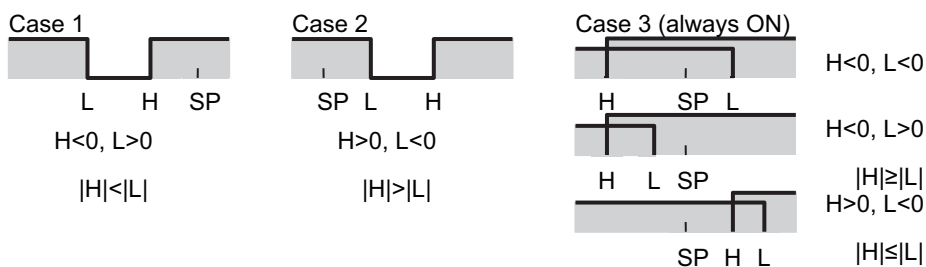 Case 1
L H SP
H<0, L>0
|H|<|L|
Case 2
SP L H
H>0, L<0
|H|>|L|
Case 3 (always ON)
H SP L
H<0, L<0
H L SP
H<0, L>0
|H|≥|L|
SP H L
H>0, L<0
|H|≤|L|